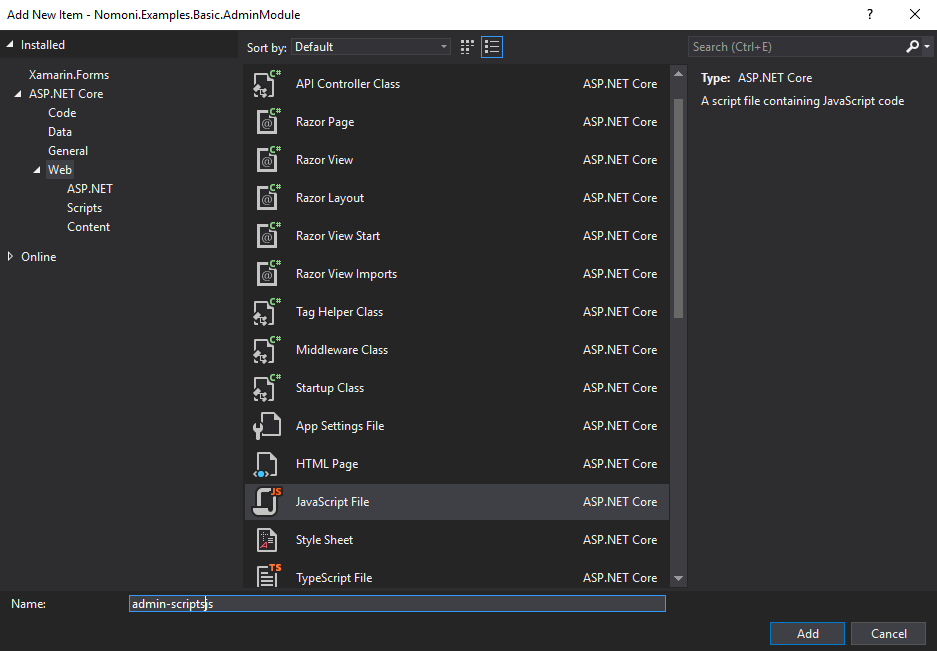 Add New Item - Nomoni.Examples.Basic.AdminModule
?
Installed
Sort by: Default
Search (Ctrl+E)
Xamarin.Forms
ASP.NET Core
Code
Data
General
Web
ASP.NET
Scripts
Content
Online
C# API Controller Class ASP.NET Core
C# @ Razor Page ASP.NET Core
C# @ Razor View ASP.NET Core
C# @ Razor Layout ASP.NET Core
C# @ Razor View Start ASP.NET Core
C# @ Razor View Imports ASP.NET Core
C# Tag Helper Class ASP.NET Core
C# Middleware Class ASP.NET Core
C# Startup Class ASP.NET Core
App Settings File ASP.NET Core
HTML Page ASP.NET Core
JS JavaScript File ASP.NET Core
Style Sheet ASP.NET Core
TS TypeScript File ASP.NET Core
Type: ASP.NET Core
A script file containing JavaScript code
Name: admin-scriptsjs
Add Cancel